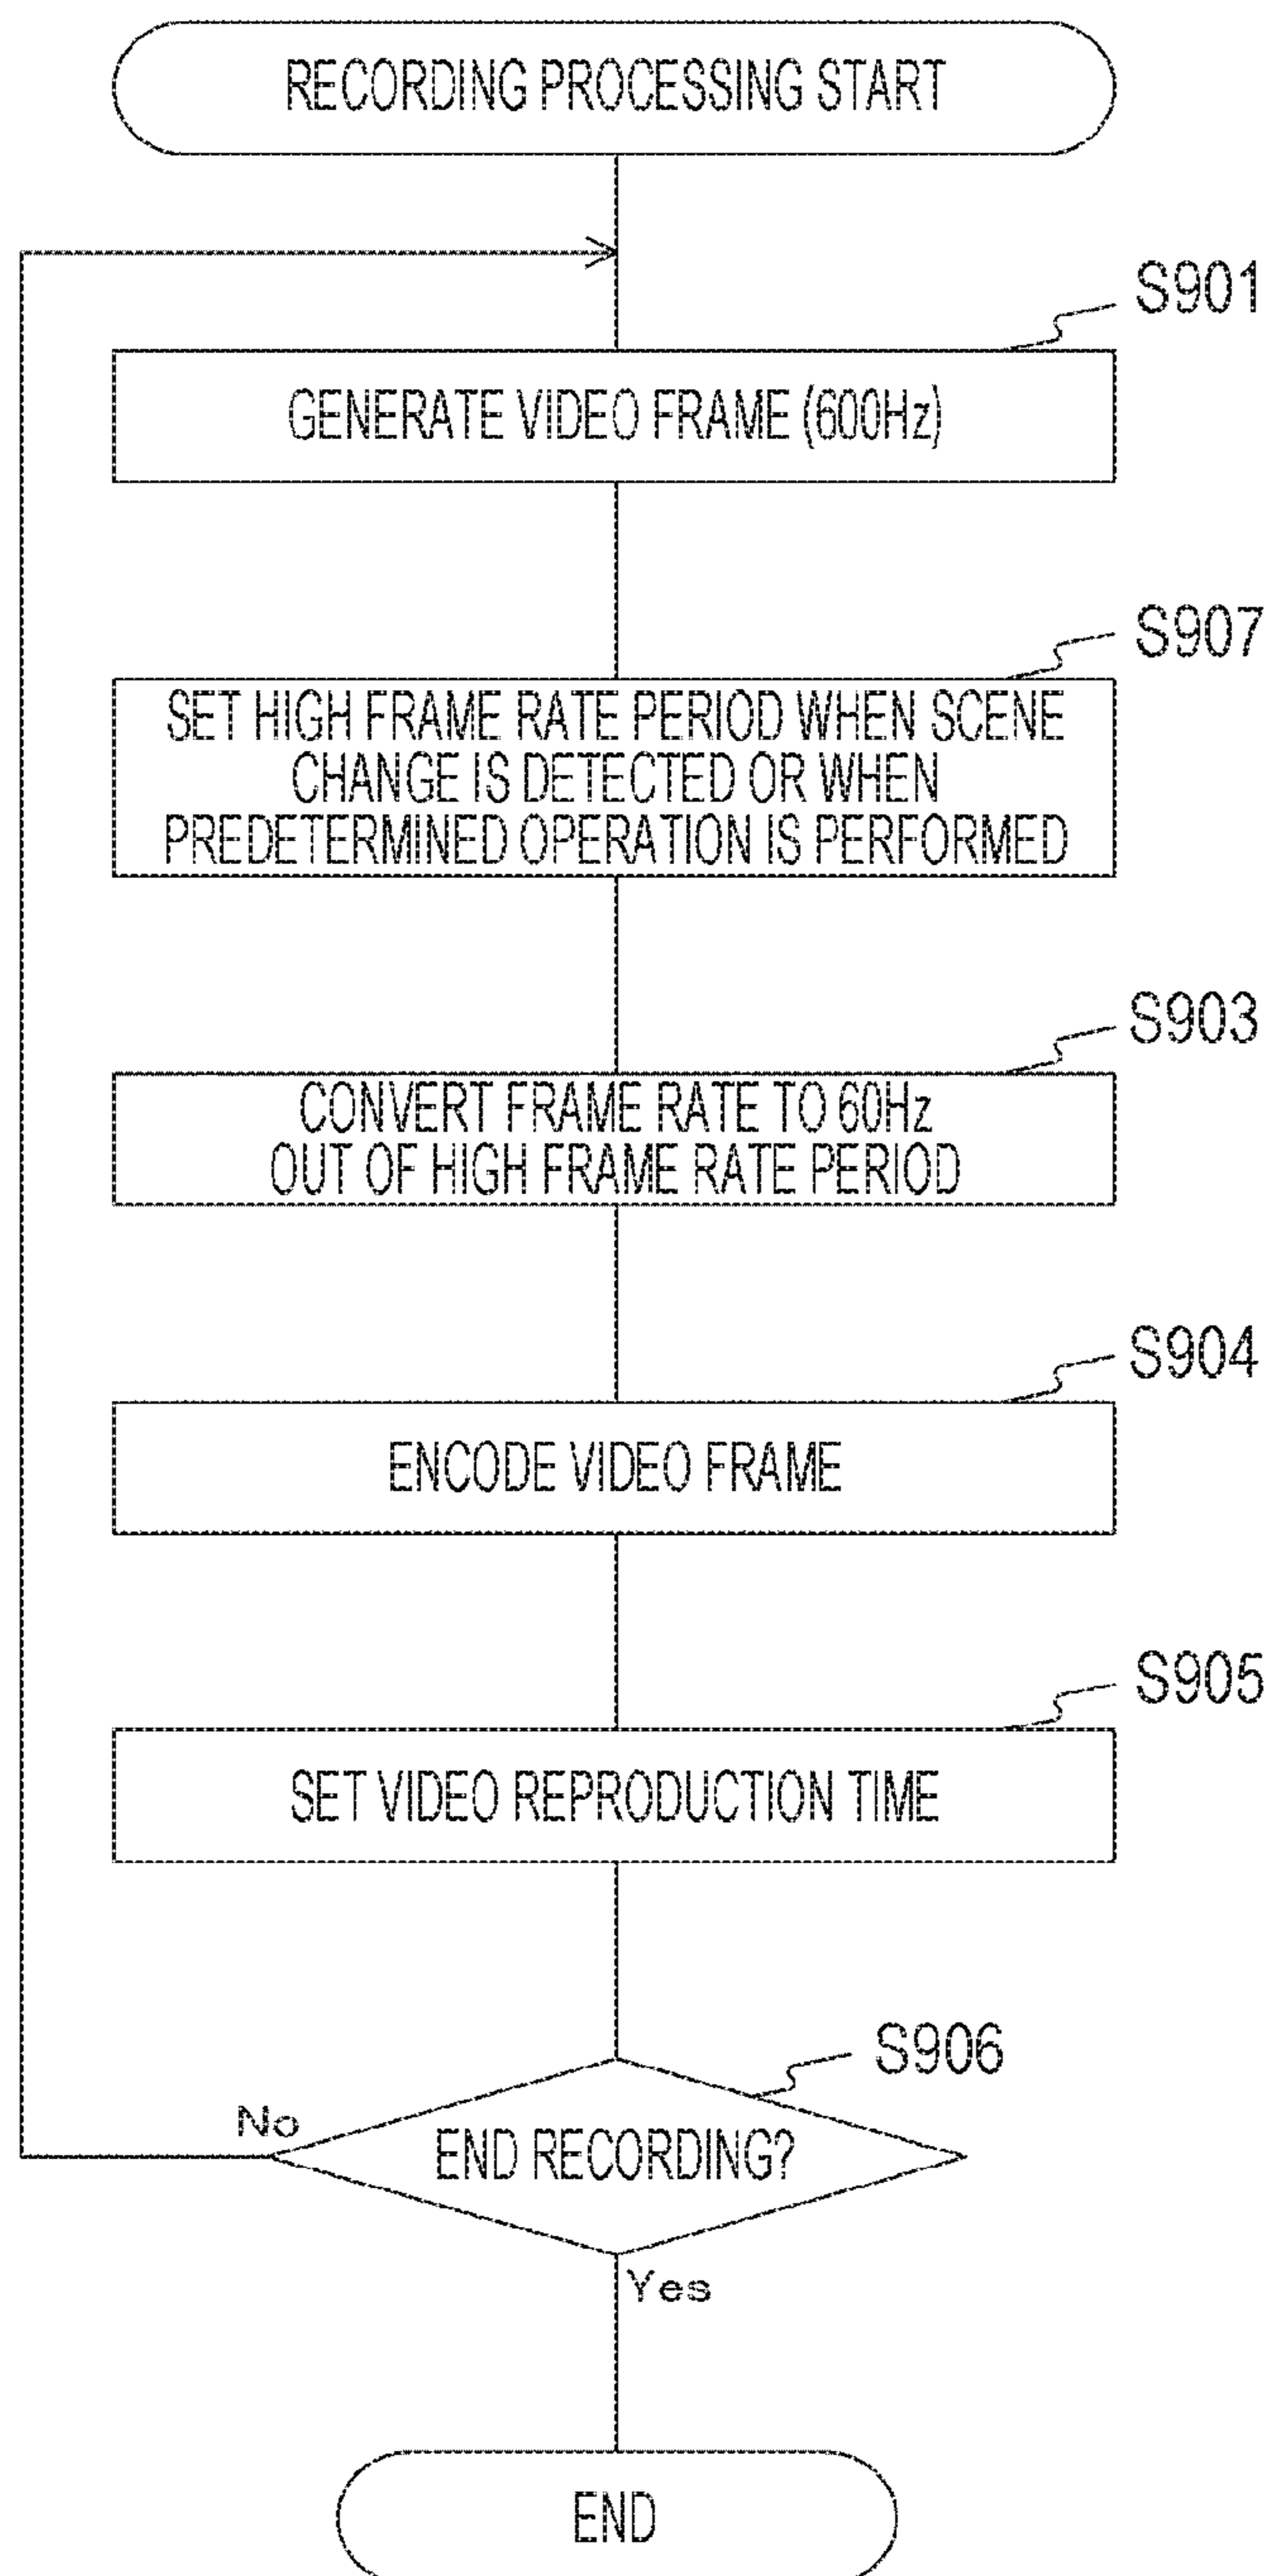 RECORDING PROCESSING START
S901
GENERATE VIDEO FRAME (600Hz)
S907
SET HIGH FRAME RATE PERIOD WHEN SCENE
CHANGE IS DETECTED OR WHEN
PREDETERMINED OPERATION IS PERFORMED
S903
CONVERT FRAME RATE TO 60Hz
OUT OF HIGH FRAME RATE PERIOD
S904
ENCODE VIDEO FRAME
S905
SET VIDEO REPRODUCTION TIME
S906
No
END RECORDING?
Yes
END